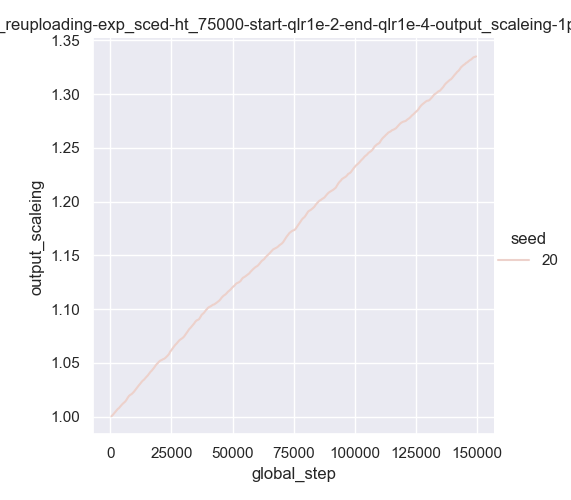 _reuploading-exp_sced-ht_75000-start-qlr1e-2-end-qlr1e-4-output_scaleing-1p
1.35
1.30
1.25
1.20
1.15
1.10
1.05
1.00
output_scaleing
0 25000 50000 75000 100000 125000 150000
global_step
seed
20